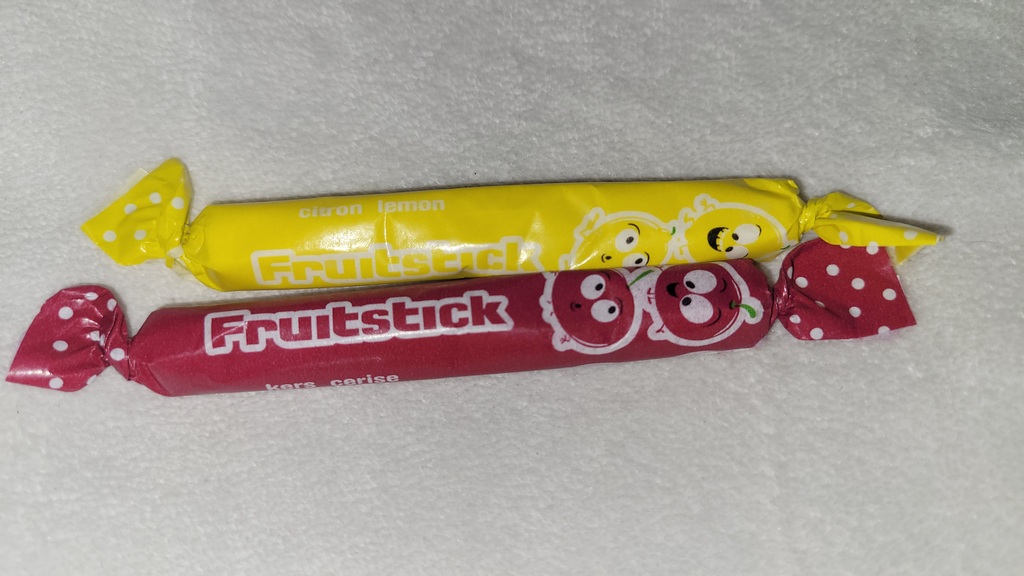 citron lemon
Fruitstick
Fruitstick
kers cerise